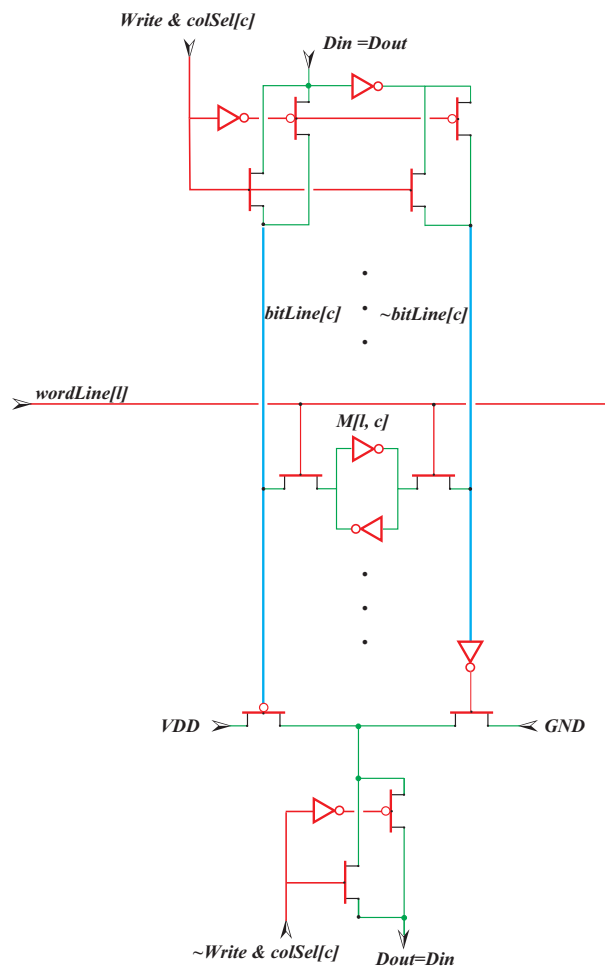 Write & colSel[c]
Din =Dout
bitLine[c]
~bitLine[c]
wordLine[l]
M[l, c]
VDD
GND
~Write & colSel[c]
Dout=Din